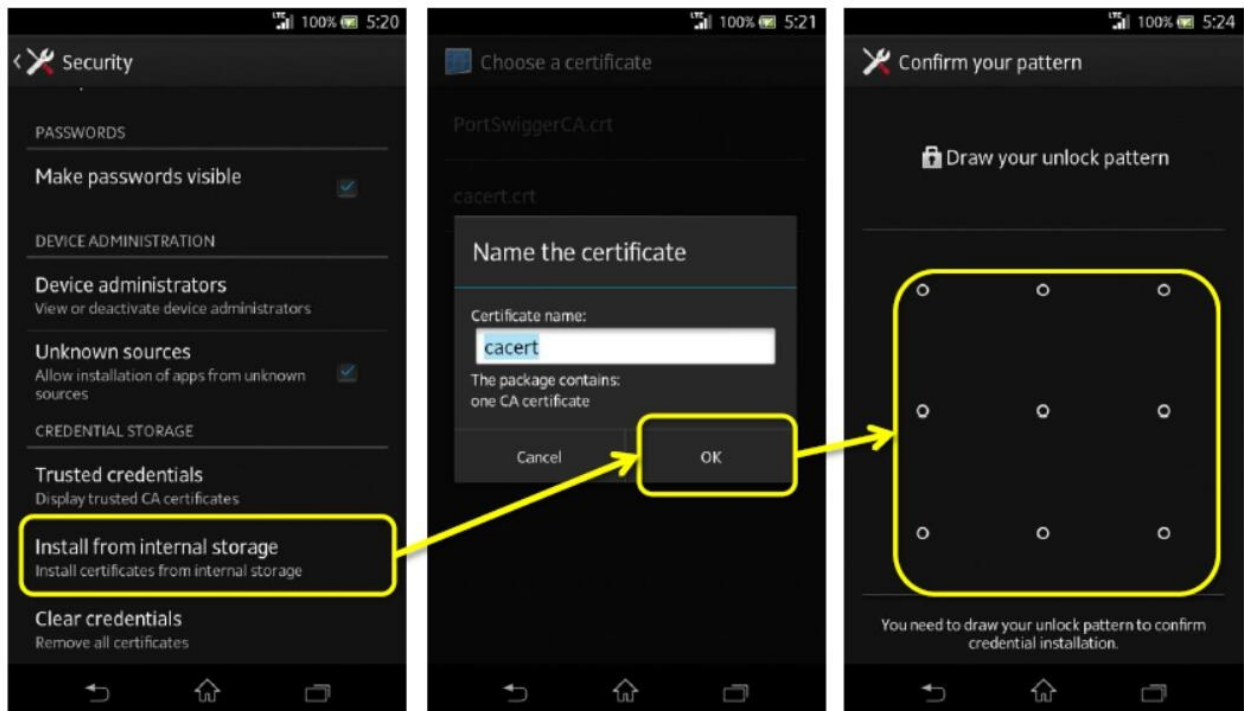 LTE 100% 5:20
Security
PASSWORDS
Make passwords visible
DEVICE ADMINISTRATION
Device administrators
View or deactivate device administrators
Unknown sources
Allow installation of apps from unknown
sources
CREDENTIAL STORAGE
Trusted credentials
Display trusted CA certificates
Install from internal storage
Install certificates from internal storage
Clear credentials
Remove all certificates
LTE 100% 5:21
Choose a certificate
PortSwiggerCA.crt
cacert.crt
Name the certificate
Certificate name:
cacert
The package contains:
one CA certificate
Cancel OK
LTE 100% 5:24
Confirm your pattern
Draw your unlock pattern
You need to draw your unlock pattern to confirm
credential installation.